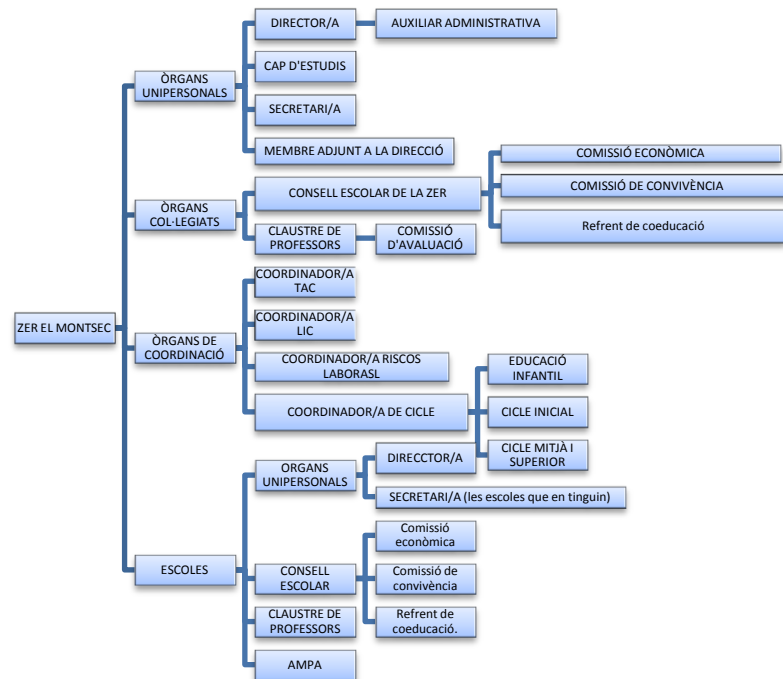 DIRECTOR/A
AUXILIAR ADMINISTRATIVA
CAP D'ESTUDIS
ÒRGANS
UNIPERSONALS
SECRETARI/A
MEMBRE ADJUNT A LA DIRECCIÓ
COMISSIÓ ECONÒMICA
CONSELL ESCOLAR DE LA ZER
COMISSIÓ DE CONVIVÈNCIA
ÒRGANS
COL·LEGIATS
Refrent de coeducació
CLAUSTRE DE
PROFESSORS
COMISSIÓ
D'AVALUACIÓ
COORDINADOR/A
TAC
ZER EL MONTSEC
COORDINADOR/A
LIC
ÒRGANS DE
COORDINACIÓ
COORDINADOR/A RISCOS
LABORASL
EDUCACIÓ
INFANTIL
COORDINADOR/A DE CICLE
CICLE INICIAL
CICLE MITJÀ I
SUPERIOR
ORGANS
UNIPERSONALS
DIRECCTOR/A
SECRETARI/A (les escoles que en tinguin)
ESCOLES
Comissió
econòmica
CONSELL
ESCOLAR
Comissió de
convivència
CLAUSTRE DE
PROFESSORS
Refrent de
coeducació.
AMPA